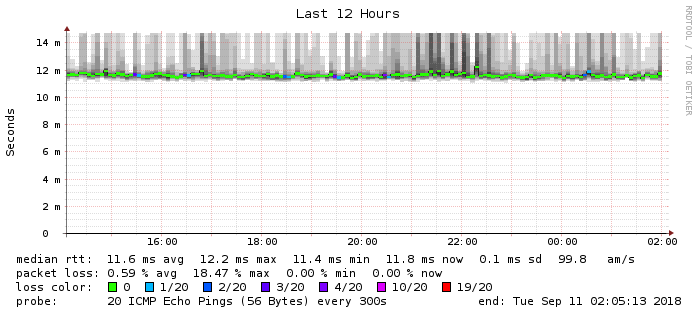 Last 12 Hours
RRDTOOL / TOBI OETIKER
Seconds
14 m
12 m
10 m
8 m
6 m
4 m
2 m
0
16:00 18:00 20:00 22:00 00:00 02:00
median rtt: 11.6 ms avg 12.2 ms max 11.4 ms min 11.8 ms now 0.1 ms sd 99.8 am/s
packet loss: 0.59 % avg 18.47 % max 0.00 % min 0.00 % now
loss color: 0 1/20 2/20 3/20 4/20 10/20 19/20
probe: 20 ICMP Echo Pings (56 Bytes) every 300s end: Tue Sep 11 02:05:13 2018